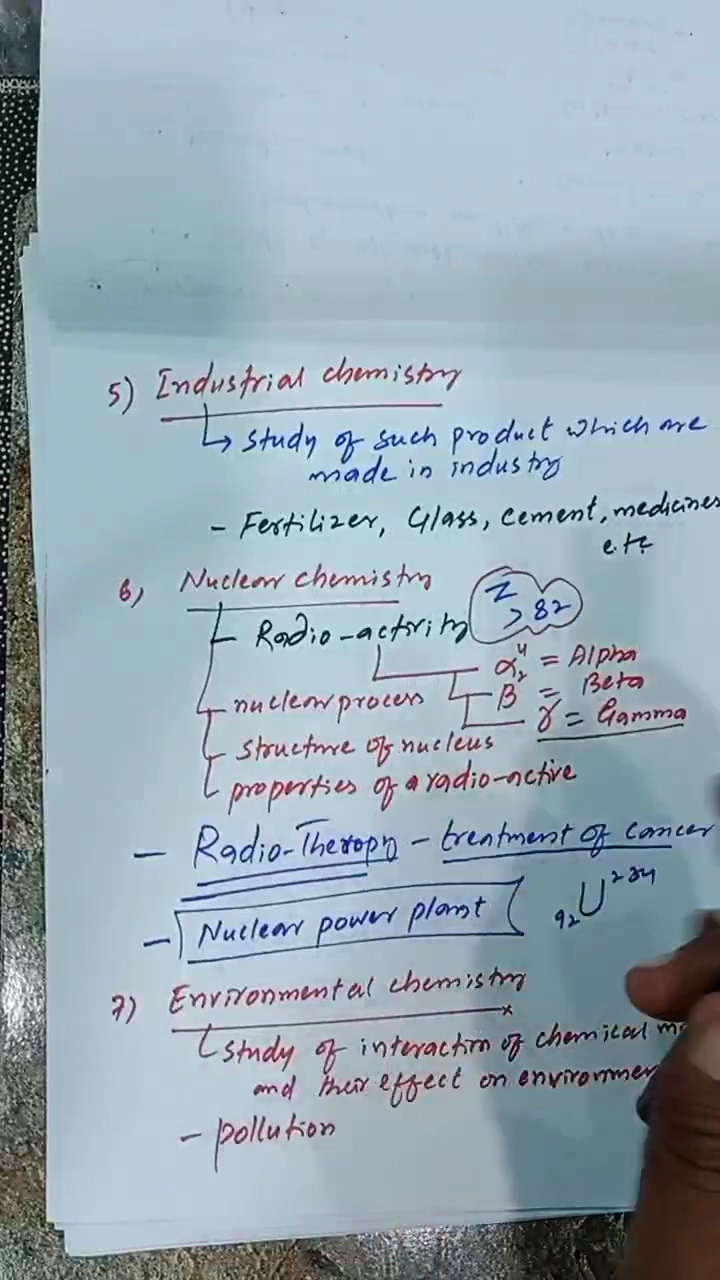 5) Industrial chemistry
↳ study of such product which are
made in industry
- Fertilizer, Glass, cement, medicines
etc
6) Nuclear chemistry
Z > 82
Radio-activity
α₂⁴ = Alpha
β = Beta
γ = Gamma
nuclear process
structure of nucleus
properties of a radio-active
- Radio-Therapy - treatment of cancer
- Nuclear power plant
₉₂U²³⁴
7) Environmental chemistry
study of interaction of chemical
and their effect on
- pollution